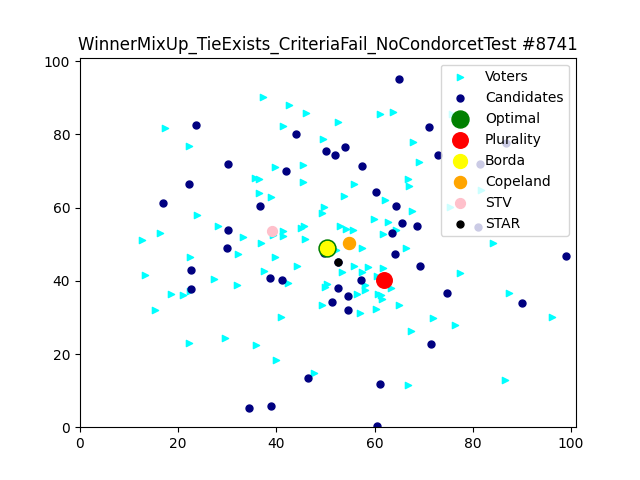 WinnerMixUp_TieExists_CriteriaFail_NoCondorcetTest #8741
100
80
60
40
20
0
0
20
40
60
80
100
Voters
Candidates
Optimal
Plurality
Borda
Copeland
STV
STAR